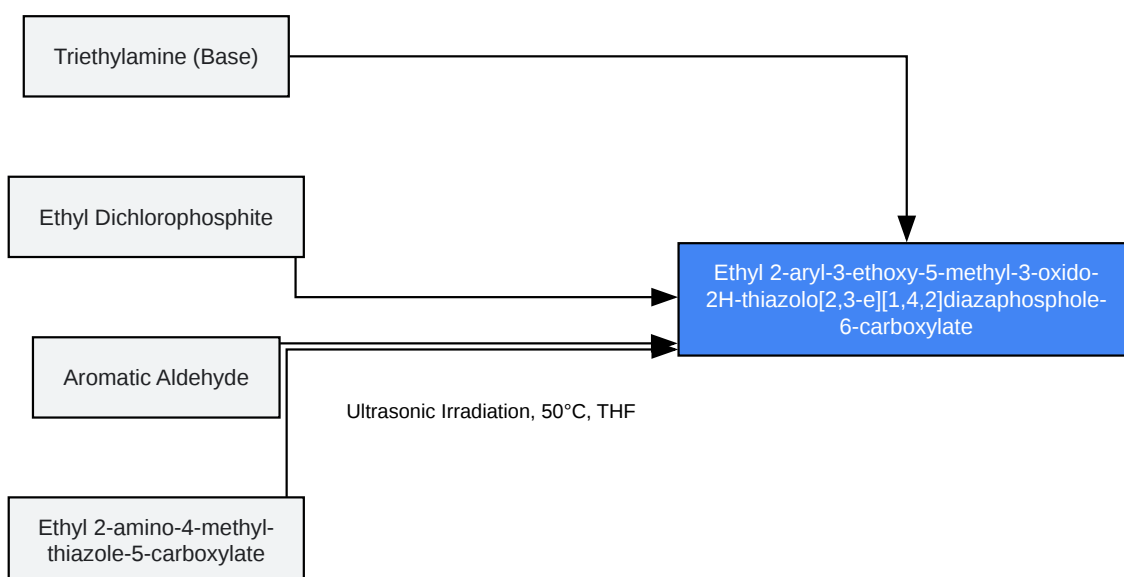 Triethylamine (Base)
Ethyl Dichlorophosphite
Ethyl 2-aryl-3-ethoxy-5-methyl-3-oxido-
2H-thiazolo[2,3-e][1,4,2]diazaphosphole-
6-carboxylate
Aromatic Aldehyde
Ultrasonic Irradiation, 50°C, THF
Ethyl 2-amino-4-methyl-
thiazole-5-carboxylate